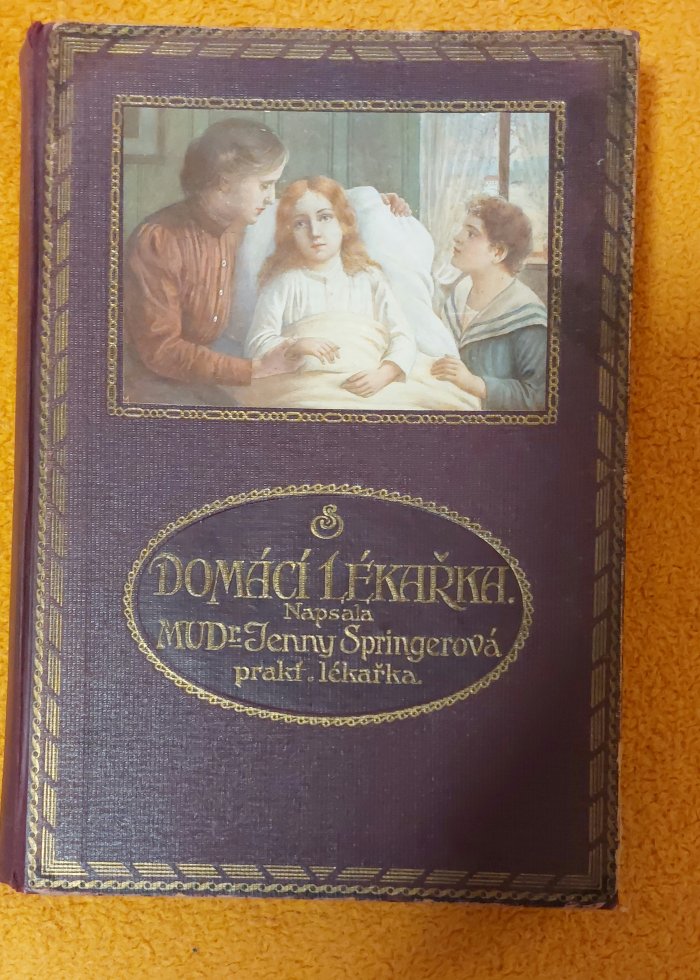 S
DOMÁCÍ LÉKAŘKA.
Napsala
MUDr. Jenny Springerová
prakt. lékařka.